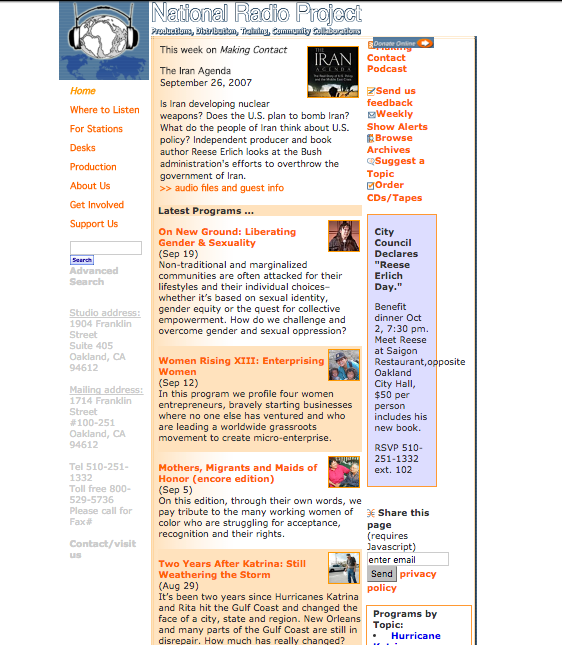 National Radio Project
Productions, Distribution, Training, Community Collaborations
Home
Where to Listen
For Stations
Desks
Production
About Us
Get Involved
Support Us
Search
Advanced
Search
Studio address:
1904 Franklin
Street
Suite 405
Oakland, CA
94612
Mailing address:
1714 Franklin
Street
#100-251
Oakland, CA
94612
Tel 510-251-
1332
Toll free 800-
529-5736
Please call for
Fax#
Contact/visit
us
This week on Making Contact
The Iran Agenda
September 26, 2007
THE
IRAN
AGENDA
Is Iran developing nuclear
weapons? Does the U.S. plan to bomb Iran?
What do the people of Iran think about U.S.
policy? Independent producer and book
author Reese Erlich looks at the Bush
administration's efforts to overthrow the
government of Iran.
>> audio files and guest info
Latest Programs ...
On New Ground: Liberating
Gender & Sexuality
(Sep 19)
Non-traditional and marginalized
communities are often attacked for their
lifestyles and their individual choices–
whether it's based on sexual identity,
gender equity or the quest for collective
empowerment. How do we challenge and
overcome gender and sexual oppression?
Women Rising XIII: Enterprising
Women
(Sep 12)
In this program we profile four women
entrepreneurs, bravely starting businesses
where no one else has ventured and who
are leading a worldwide grassroots
movement to create micro-enterprise.
Mothers, Migrants and Maids of
Honor (encore edition)
(Sep 5)
On this edition, through their own words, we
pay tribute to the many working women of
color who are struggling for acceptance,
recognition and their rights.
Two Years After Katrina: Still
Weathering the Storm
(Aug 29)
It's been two years since Hurricanes Katrina
and Rita hit the Gulf Coast and changed the
face of a city, state and region. New Orleans
and many parts of the Gulf Coast are still in
disrepair. How much has really changed?
Donate Online
Making
Contact
Podcast
Send us
feedback
Weekly
Show Alerts
Browse
Archives
Suggest a
Topic
Order
CDs/Tapes
City
Council
Declares
"Reese
Erlich
Day."
Benefit
dinner Oct
2, 7:30 pm.
Meet Reese
at Saigon
Restaurant,opposite
Oakland
City Hall,
$50 per
person
includes his
new book.
RSVP 510-
251-1332
ext. 102
Share this
page
(requires
Javascript)
enter email
Send privacy
policy
Programs by
Topic:
• Hurricane